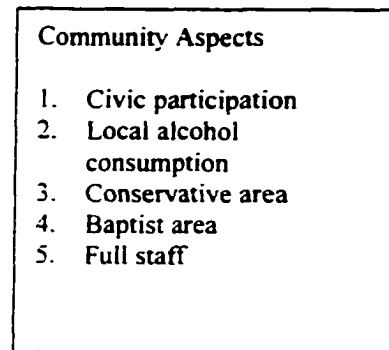 Community Aspects
1. Civic participation
2. Local alcohol
consumption
3. Conservative area
4. Baptist area
5. Full staff